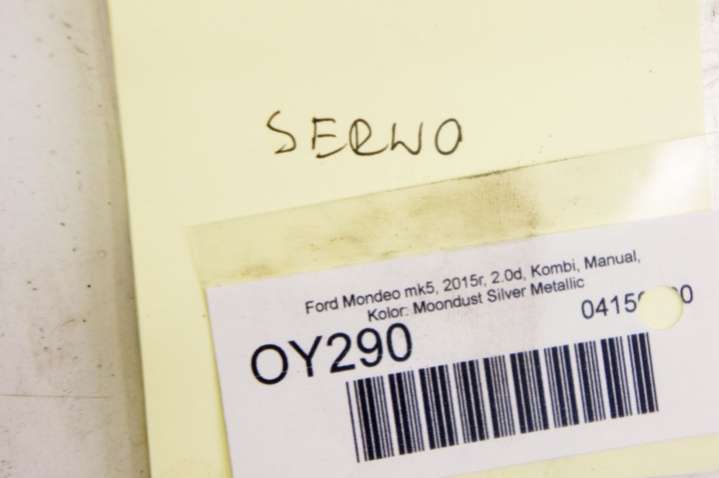 SERWO
Ford Mondeo mk5, 2015r, 2.0d, Kombi, Manual,
Kolor: Moondust Silver Metallic
OY290